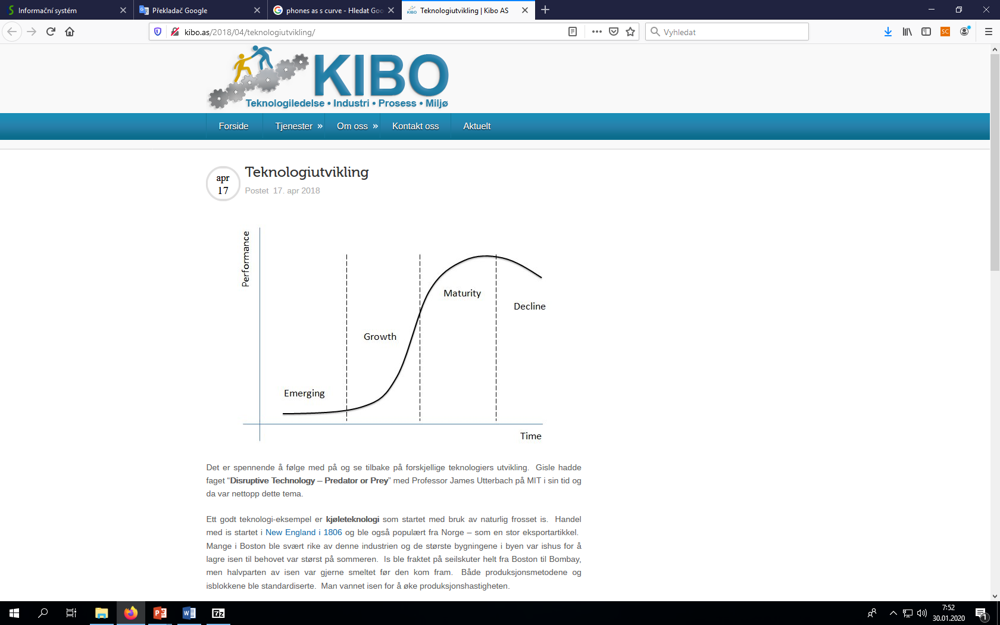 Informační systém
Překladač Google
phones as s curve - Hledat Goo
Teknologiutvikling | Kibo AS
kibo.as/2018/04/teknologiutvikling/
Vyhledat
SC
KIBO
Teknologiledelse • Industri • Prosess • Miljø
Forside Tjenester » Om oss » Kontakt oss Aktuelt
apr
17
Teknologiutvikling
Postet 17. apr 2018
Performance
Maturity
Decline
Growth
Emerging
Time
Det er spennende å følge med på og se tilbake på forskjellige teknologiers utvikling. Gisle hadde
faget “Disruptive Technology – Predator or Prey” med Professor James Utterbach på MIT i sin tid og
da var nettopp dette tema.
Ett godt teknologi-eksempel er kjøleteknologi som startet med bruk av naturlig frosset is. Handel
med is startet i New England i 1806 og ble også populært fra Norge – som en stor eksportartikkel.
Mange i Boston ble svært rike av denne industrien og de største bygningene i byen var ishus for å
lagre isen til behovet var størst på sommeren. Is ble fraktet på seilskuter helt fra Boston til Bombay,
men halvparten av isen var gjerne smeltet før den kom fram. Både produksjonsmetodene og
isblokkene ble standardiserte. Man vannet isen for å øke produksjonshastigheten.
7:52
30.01.2020
1